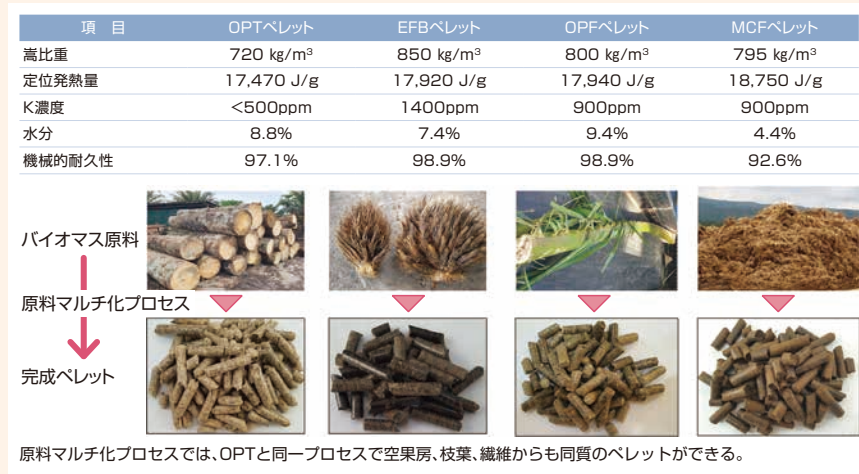 項　目 OPTペレット EFBペレット OPFペレット MCFペレット
嵩比重 720 kg/m³ 850 kg/m³ 800 kg/m³ 795 kg/m³
定位発熱量 17,470 J/g 17,920 J/g 17,940 J/g 18,750 J/g
K濃度 <500ppm 1400ppm 900ppm 900ppm
水分 8.8% 7.4% 9.4% 4.4%
機械的耐久性 97.1% 98.9% 98.9% 92.6%
バイオマス原料
原料マルチ化プロセス
完成ペレット
原料マルチ化プロセスでは、OPTと同一プロセスで空果房、枝葉、繊維からも同質のペレットができる。